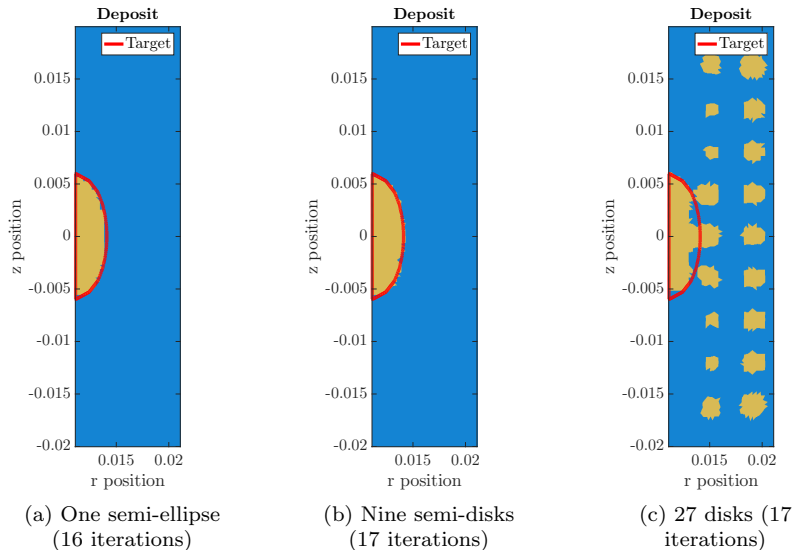 Deposit
Target
0.015
0.01
0.005
0
-0.005
-0.01
-0.015
-0.02
z position
0.015 0.02
r position
(a) One semi-ellipse
(16 iterations)
Deposit
Target
0.015
0.01
0.005
0
-0.005
-0.01
-0.015
-0.02
z position
0.015 0.02
r position
(b) Nine semi-disks
(17 iterations)
Deposit
Target
0.015
0.01
0.005
0
-0.005
-0.01
-0.015
-0.02
z position
0.015 0.02
r position
(c) 27 disks (17
iterations)